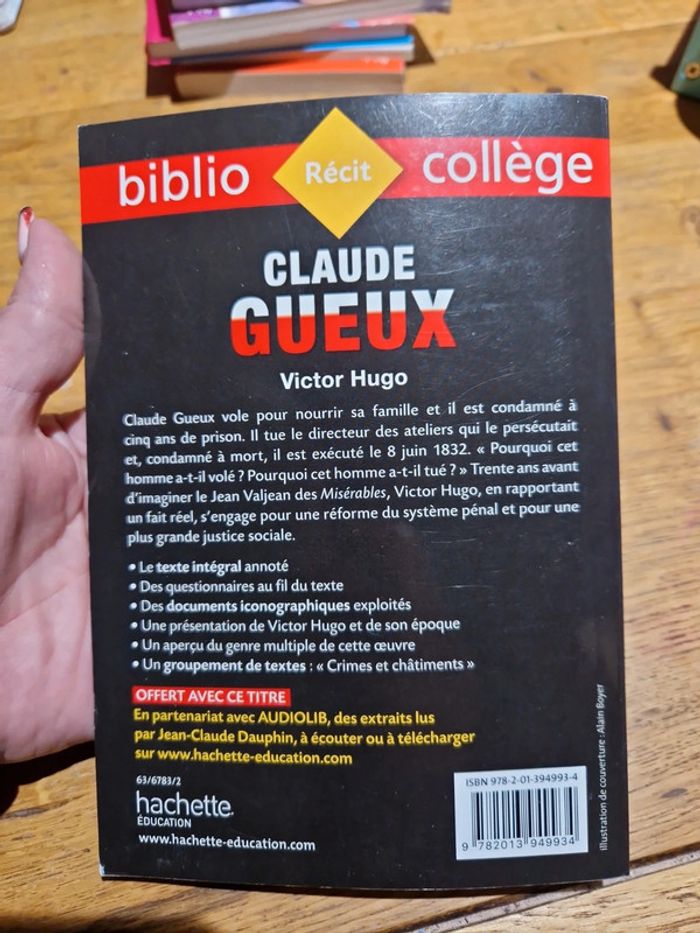 biblio Récit collège
CLAUDE
GUEUX
Victor Hugo
Claude Gueux vole pour nourrir sa famille et il est condamné à
cinq ans de prison. Il tue le directeur des ateliers qui le persécutait
et, condamné à mort, il est exécuté le 8 juin 1832. « Pourquoi cet
homme a-t-il volé ? Pourquoi cet homme a-t-il tué ? » Trente ans avant
d'imaginer le Jean Valjean des Misérables, Victor Hugo, en rapportant
un fait réel, s'engage pour une réforme du système pénal et pour une
plus grande justice sociale.
• Le texte intégral annoté
• Des questionnaires au fil du texte
• Des documents iconographiques exploités
• Une présentation de Victor Hugo et de son époque
• Un aperçu du genre multiple de cette œuvre
• Un groupement de textes : « Crimes et châtiments »
OFFERT AVEC CE TITRE
En partenariat avec AUDIOLIB, des extraits lus
par Jean-Claude Dauphin, à écouter ou à télécharger
sur www.hachette-education.com
63/6783/2
hachette
ÉDUCATION
www.hachette-education.com
ISBN 978-2-01-394993-4
9 782013 949934
illustration de couverture : Alain Boyer